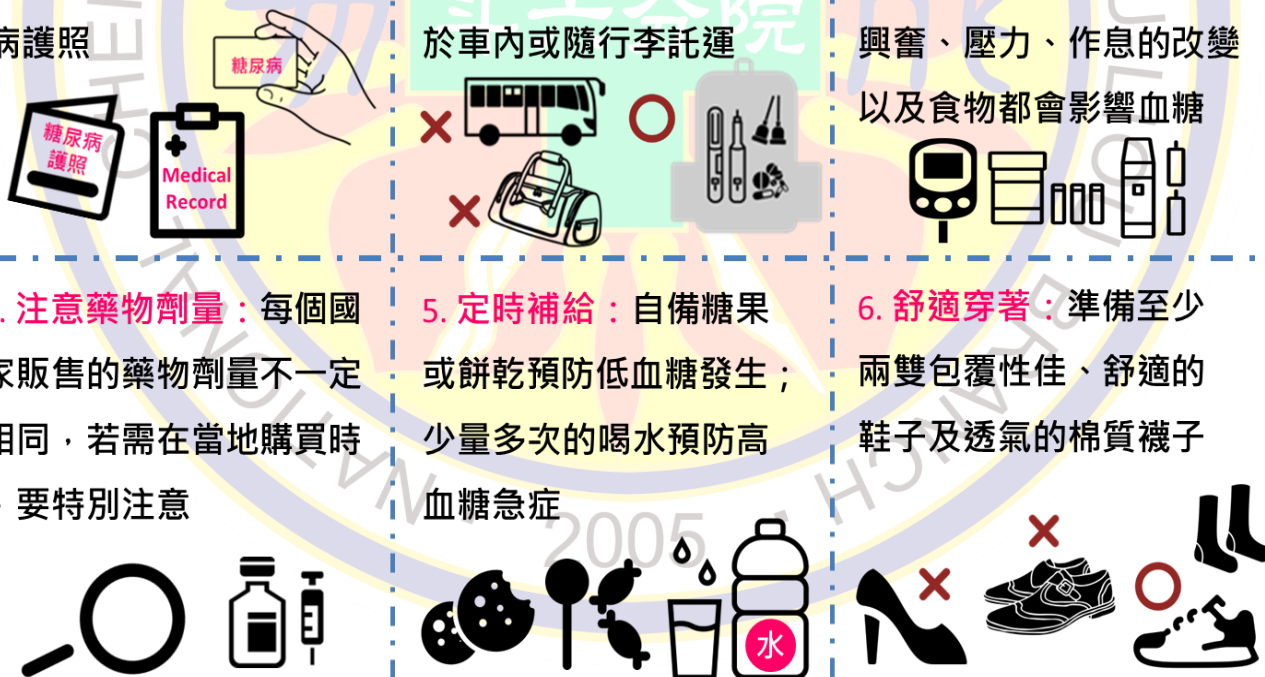 病護照
糖尿病
糖尿病
護照
Medical
Record
於車內或隨行李託運
興奮、壓力、作息的改變
以及食物都會影響血糖
. 注意藥物劑量：每個國
家販售的藥物劑量不一定
相同，若需在當地購買時
，要特別注意
5. 定時補給：自備糖果
或餅乾預防低血糖發生；
少量多次的喝水預防高
血糖急症
水
6. 舒適穿著：準備至少
兩雙包覆性佳、舒適的
鞋子及透氣的棉質襪子
2005
BRANCH